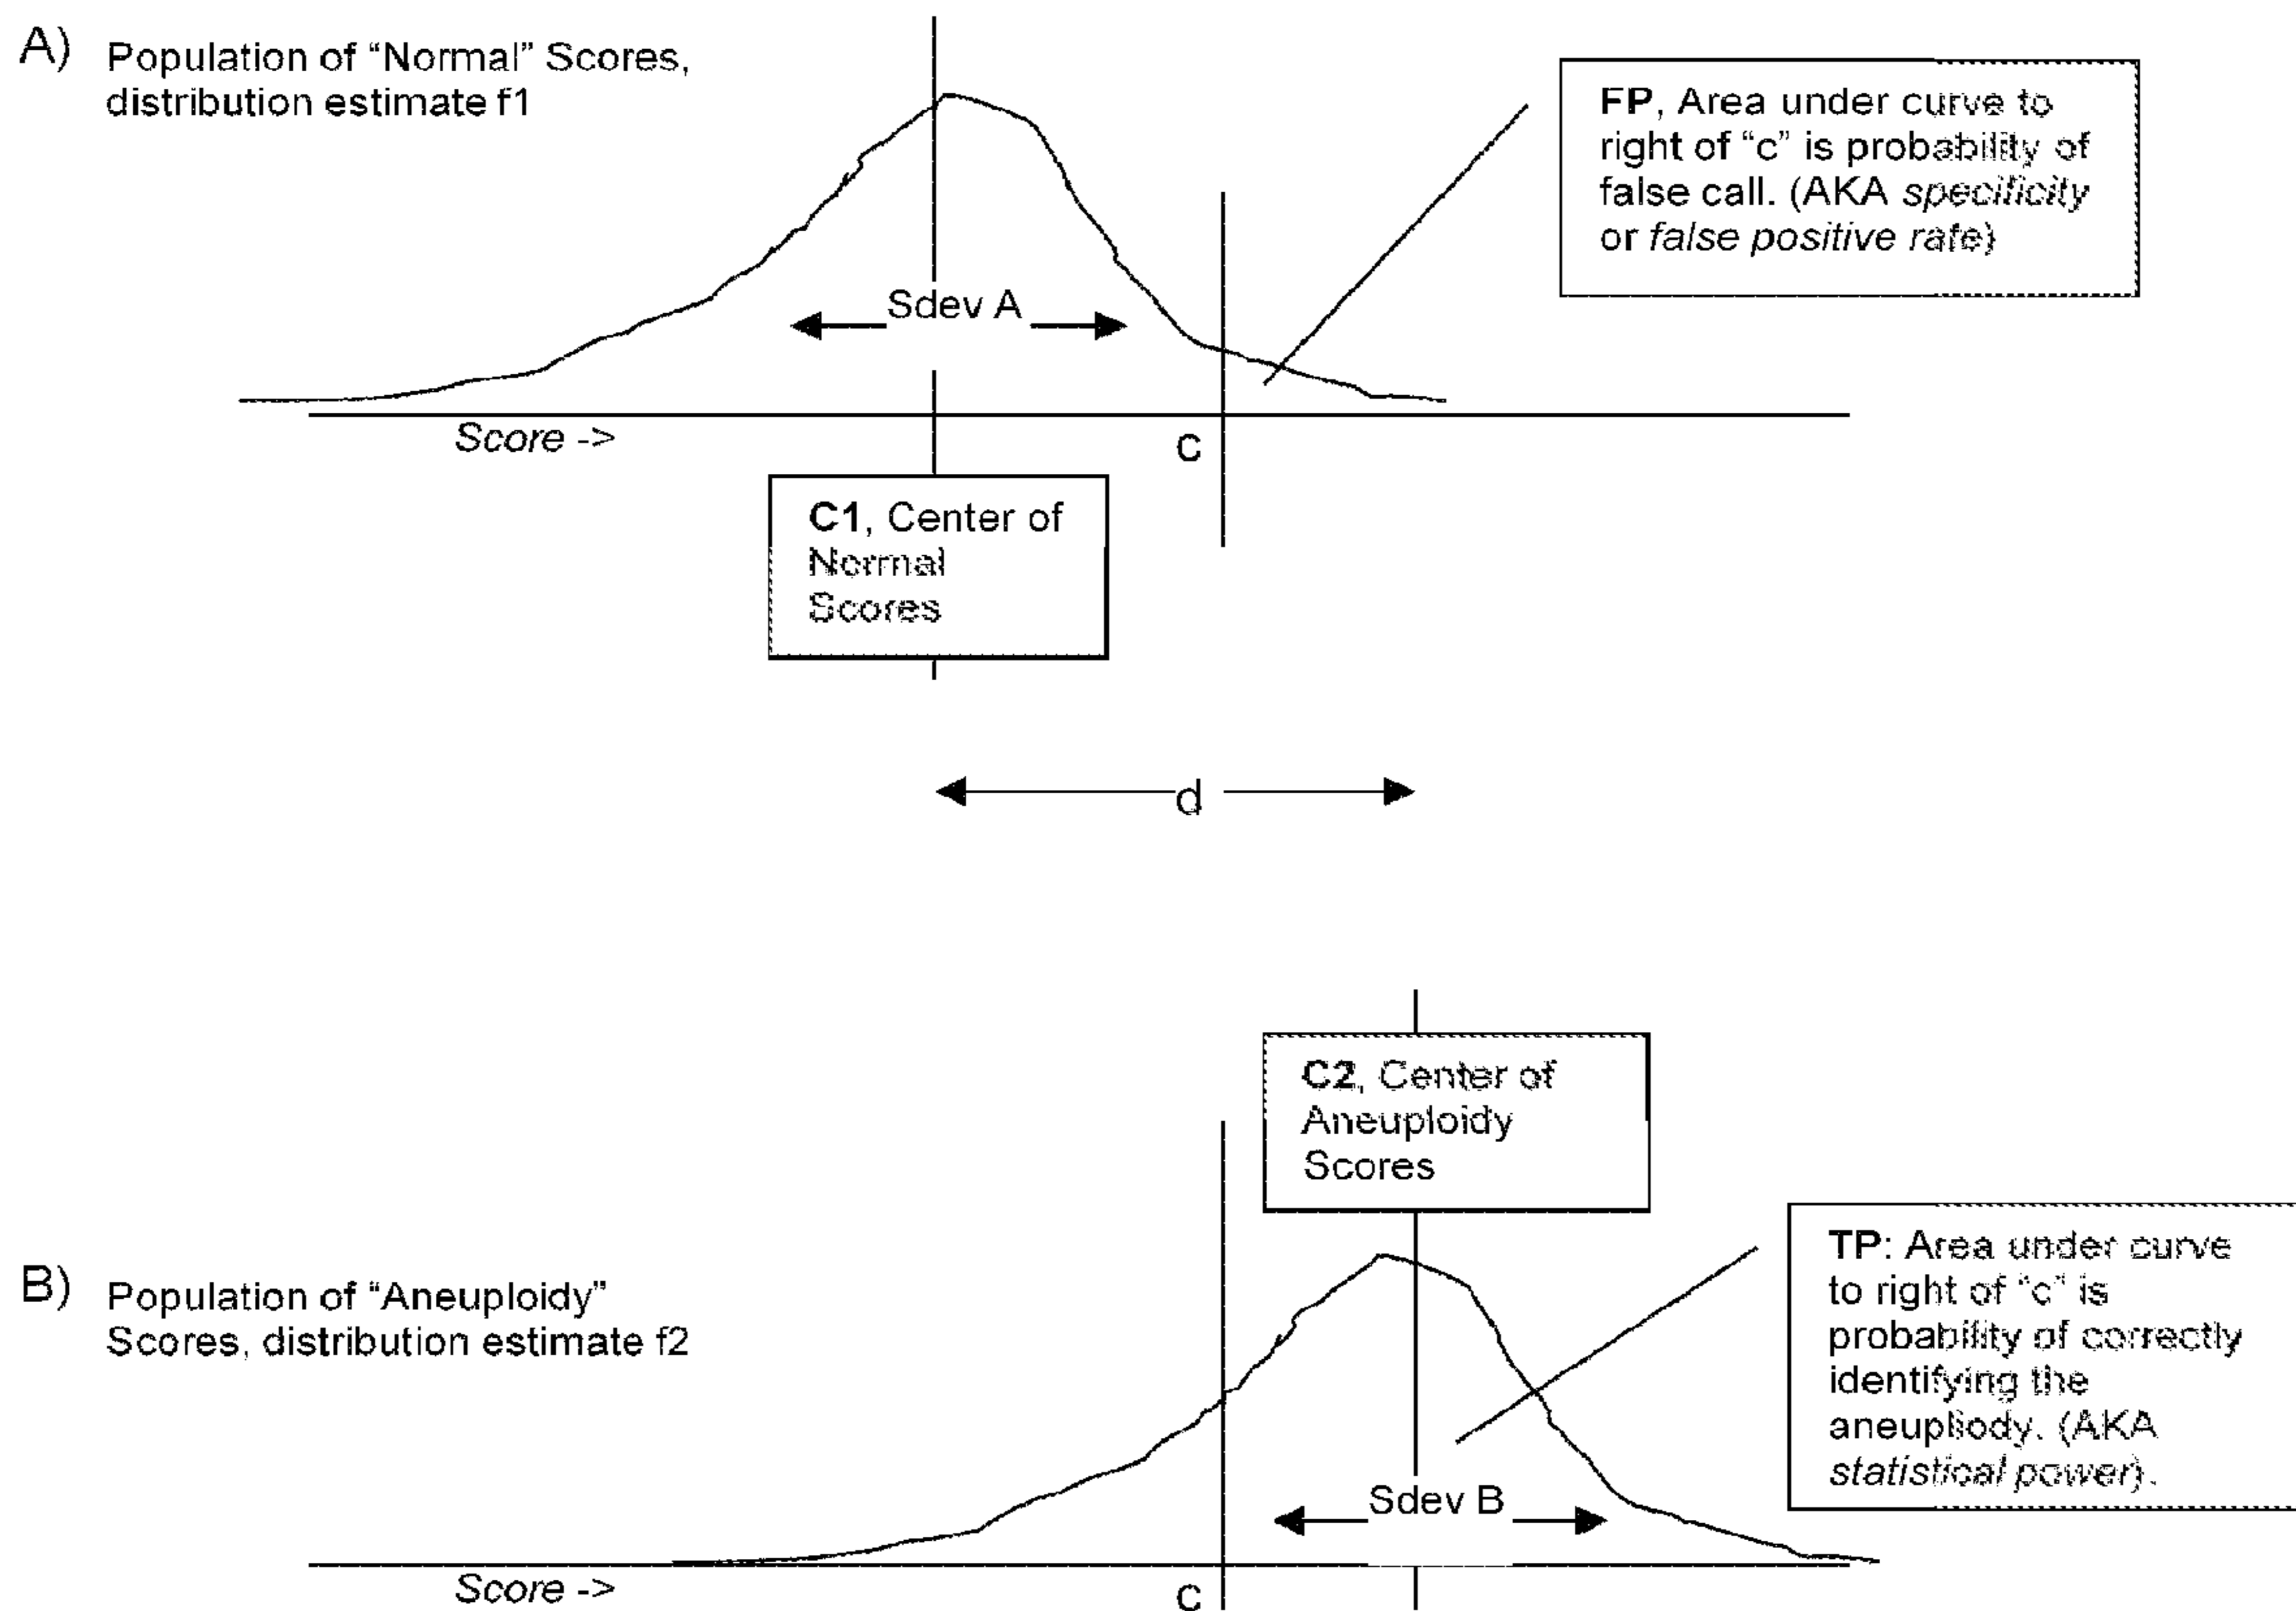 A)
Population of “Normal” Scores,
distribution estimate f1
FP, Area under curve to
right of “c” is probability of
false call. (AKA specificity
or false positive rate)
Sdev A
Score ->
c
C1, Center of
Normal
Scores
d
C2, Center of
Aneuploidy
Scores
B)
Population of “Aneuploidy”
Scores, distribution estimate f2
TP: Area under curve
to right of “c” is
probability of correctly
identifying the
aneupliody. (AKA
statistical power).
Sdev B
Score ->
c